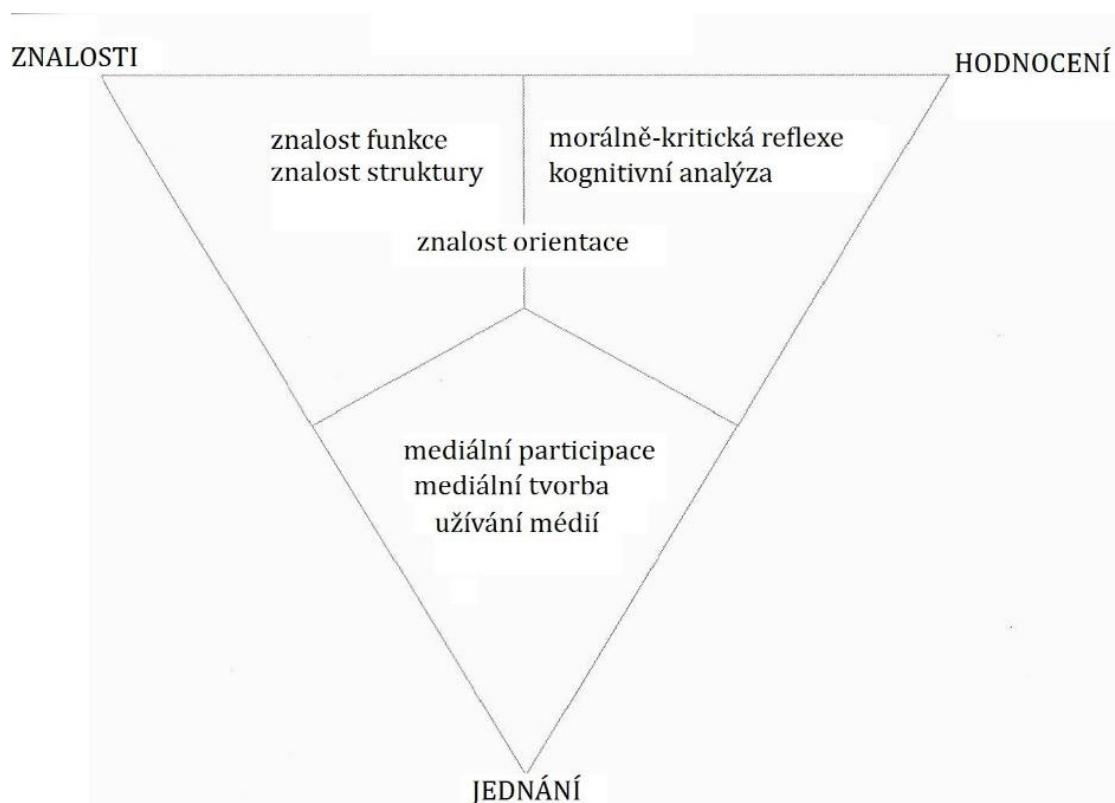 ZNALOSTI
HODNOCENÍ
znalost funkce
znalost struktury
morálně-kritická reflexe
kognitivní analýza
znalost orientace
mediální participace
mediální tvorba
užívání médií
JEDNÁNÍ